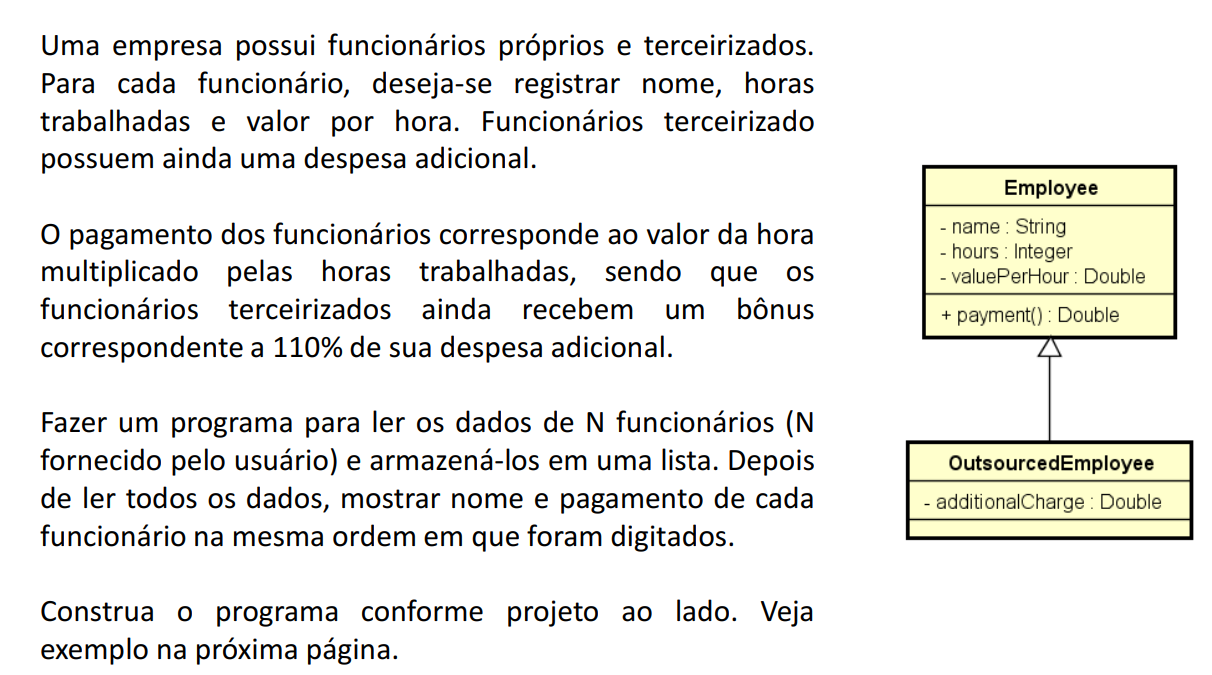 Uma empresa possui funcionários próprios e terceirizados.
Para cada funcionário, deseja-se registrar nome, horas
trabalhadas e valor por hora. Funcionários terceirizado
possuem ainda uma despesa adicional.
O pagamento dos funcionários corresponde ao valor da hora
multiplicado pelas horas trabalhadas, sendo que os
funcionários terceirizados ainda recebem um bônus
correspondente a 110% de sua despesa adicional.
Fazer um programa para ler os dados de N funcionários (N
fornecido pelo usuário) e armazená-los em uma lista. Depois
de ler todos os dados, mostrar nome e pagamento de cada
funcionário na mesma ordem em que foram digitados.
Construa o programa conforme projeto ao lado. Veja
exemplo na próxima página.
Employee
- name : String
- hours : Integer
- valuePerHour : Double
+ payment() : Double
OutsourcedEmployee
- additionalCharge : Double